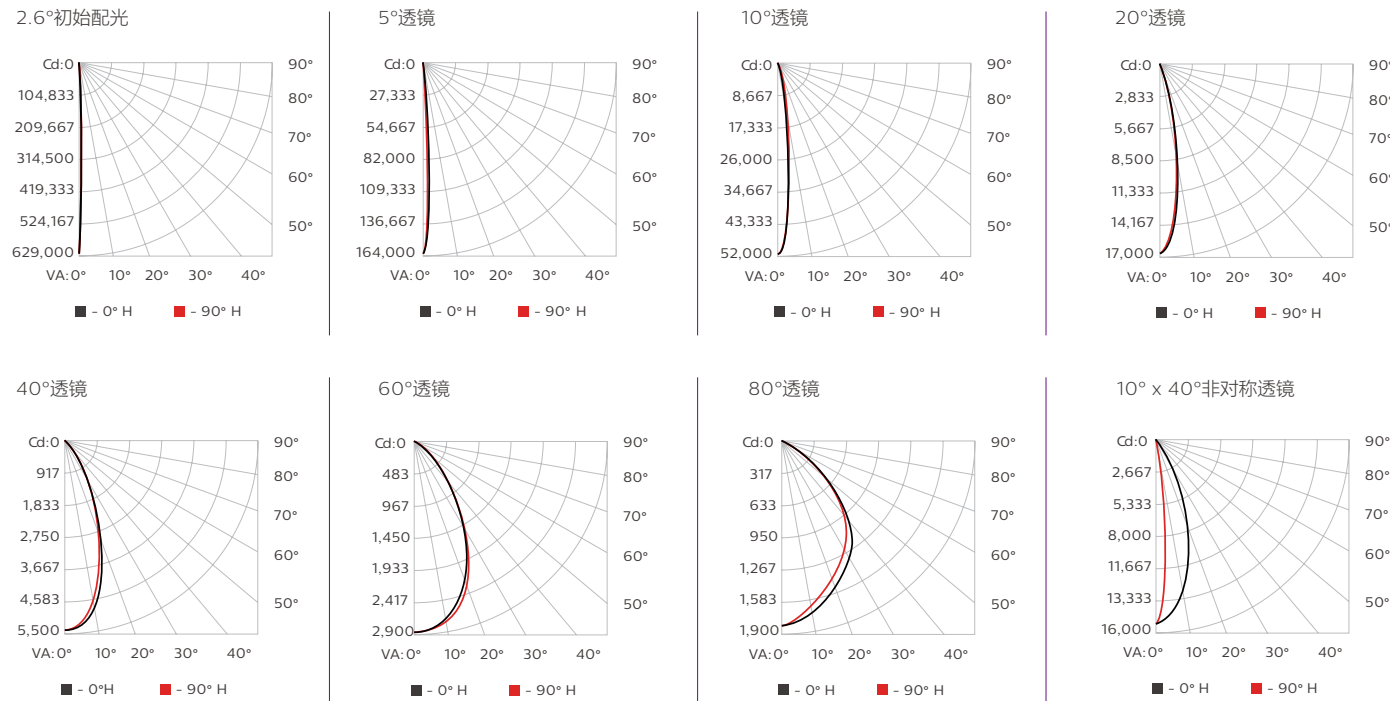 2.6°初始配光
Cd:0
104,833
209,667
314,500
419,333
524,167
629,000
90°
80°
70°
60°
50°
VA: 0° 10° 20° 30° 40°
- 0° H - 90° H
5°透镜
Cd:0
27,333
54,667
82,000
109,333
136,667
164,000
90°
80°
70°
60°
50°
VA: 0° 10° 20° 30° 40°
- 0° H - 90° H
10°透镜
Cd:0
8,667
17,333
26,000
34,667
43,333
52,000
90°
80°
70°
60°
50°
VA: 0° 10° 20° 30° 40°
- 0° H - 90° H
20°透镜
Cd:0
2,833
5,667
8,500
11,333
14,167
17,000
90°
80°
70°
60°
50°
VA: 0° 10° 20° 30° 40°
- 0° H - 90° H
40°透镜
Cd:0
917
1,833
2,750
3,667
4,583
5,500
90°
80°
70°
60°
50°
VA: 0° 10° 20° 30° 40°
- 0°H - 90° H
60°透镜
Cd:0
483
967
1,450
1,933
2,417
2,900
90°
80°
70°
60°
50°
VA: 0° 10° 20° 30° 40°
- 0° H - 90° H
80°透镜
Cd:0
317
633
950
1,267
1,583
1,900
90°
80°
70°
60°
50°
VA: 0° 10° 20° 30° 40°
- 0° H - 90° H
10° x 40°非对称透镜
Cd:0
2,667
5,333
8,000
11,667
13,333
16,000
90°
80°
70°
60°
50°
VA: 0° 10° 20° 30° 40°
- 0° H - 90° H